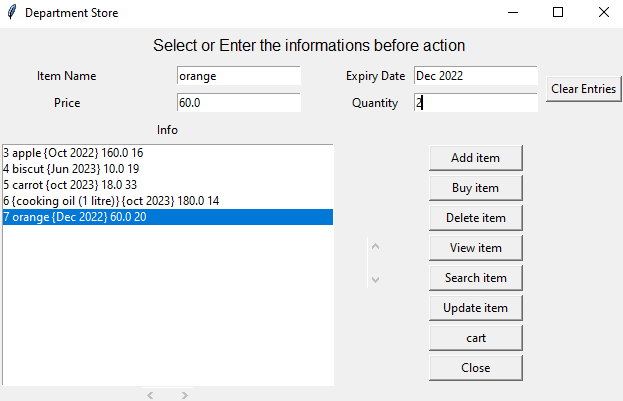 Department Store
Select or Enter the informations before action
Item Name orange Expiry Date Dec 2022
Price 60.0 Quantity 2
Clear Entries
Info
3 apple {Oct 2022} 160.0 16
4 biscut {Jun 2023} 10.0 19
5 carrot {oct 2023} 18.0 33
6 {cooking oil (1 litre)} {oct 2023} 180.0 14
7 orange {Dec 2022} 60.0 20
Add item
Buy item
Delete item
View item
Search item
Update item
cart
Close